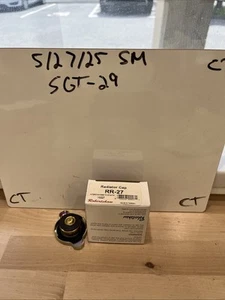 5/27/25 SM
CT
SGT-29
Radiator Cap
RR-27
CT
CT